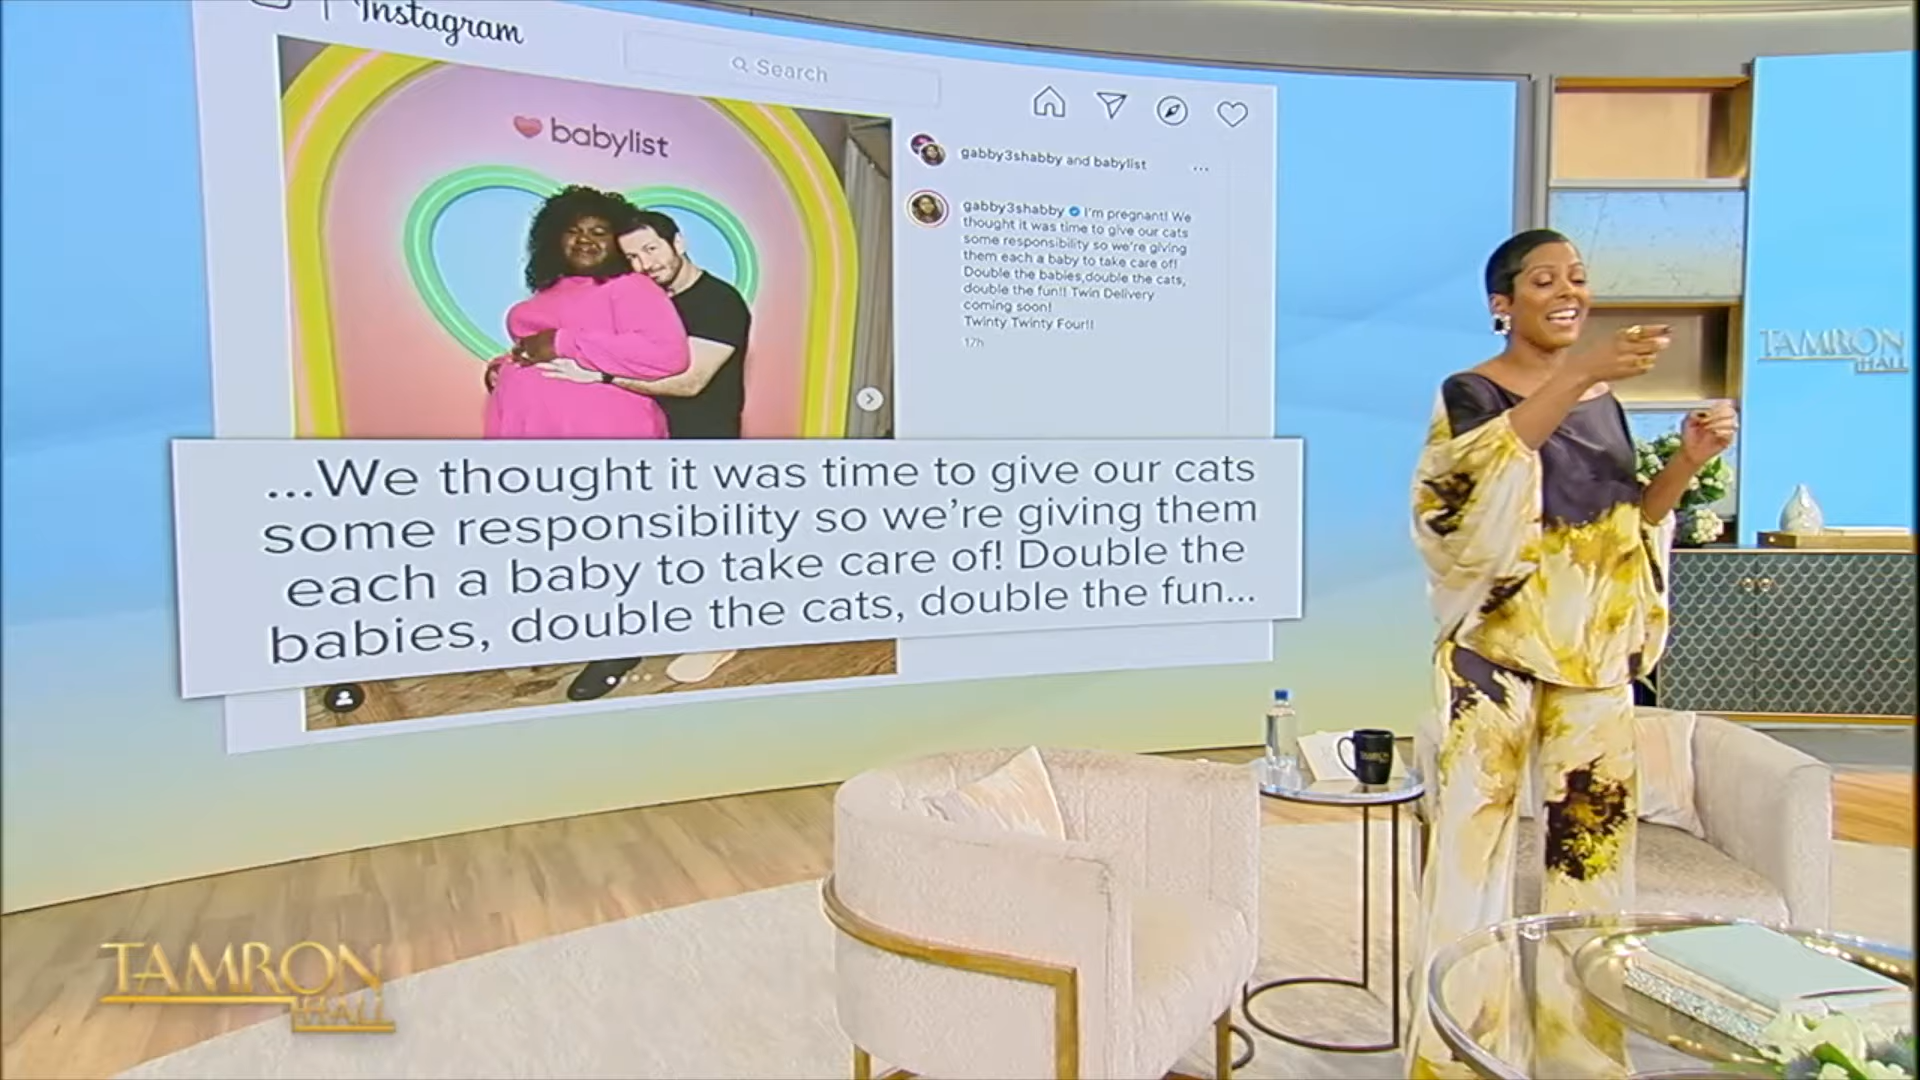 Instagram
Search
babylist
gabby3shabby and babylist
...
gabby3shabby I'm pregnant! We
thought it was time to give our cats
some responsibility so we're giving
them each a baby to take care of!
Double the babies,double the cats,
double the fun!! Twin Delivery
coming soon!
Twinty Twinty Four!!
17h
...We thought it was time to give our cats
some responsibility so we're giving them
each a baby to take care of! Double the
babies, double the cats, double the fun...
TAMRON
HALL
TAMRON
TAMRON
HALL